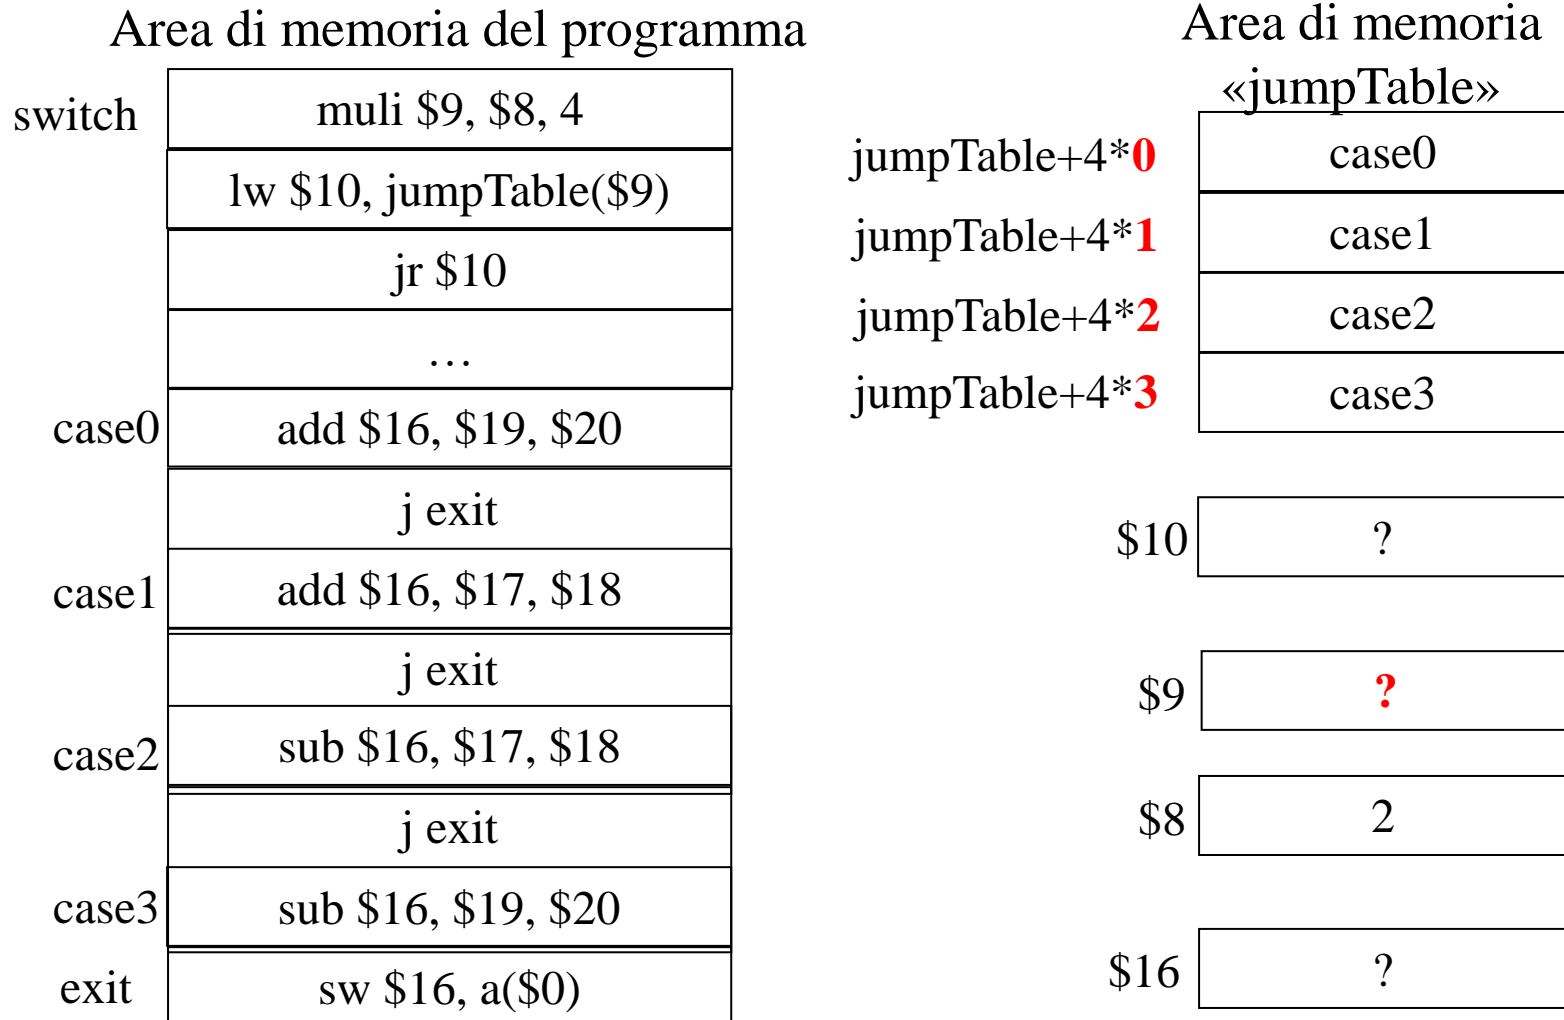 Area di memoria del programma
switch
muli $9, $8, 4
lw $10, jumpTable($9)
jr $10
…
case0
add $16, $19, $20
j exit
case1
add $16, $17, $18
j exit
case2
sub $16, $17, $18
j exit
case3
sub $16, $19, $20
exit
sw $16, a($0)
Area di memoria
«jumpTable»
jumpTable+4*0
case0
jumpTable+4*1
case1
jumpTable+4*2
case2
jumpTable+4*3
case3
$10
?
$9
?
$8
2
$16
?